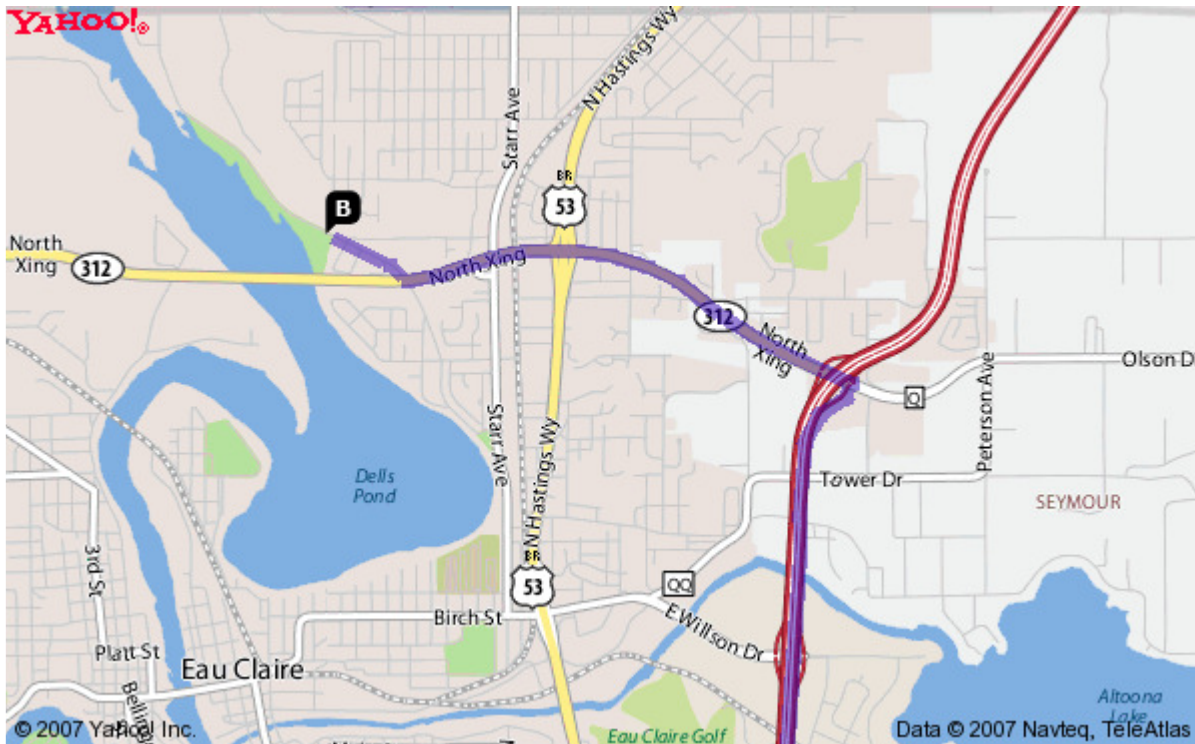 YAHOO!®
N Hastings Wy
Starr Ave
BR
53
B
North
Xing
312
North Xing
312
North
Xing
Olson D
Q
Peterson Ave
Starr Ave
N Hastings Wy
Dells
Pond
Tower Dr
SEYMOUR
3rd St
BR
53
QQ
Birch St
E Willson Dr
Platt St
Eau Claire
Altoona
Lake
© 2007 Yahoo! Inc.
Eau Claire Golf
Data © 2007 Navteq, TeleAtlas